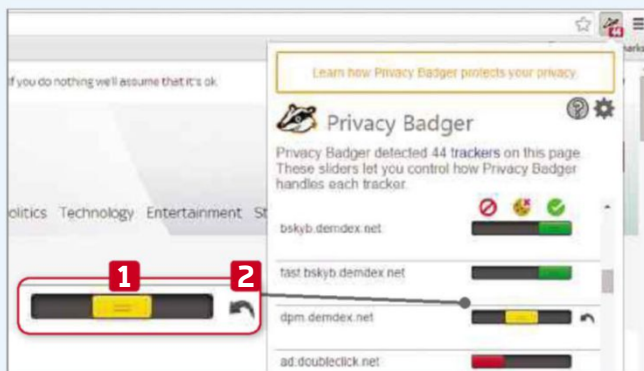 44
arks
If you do nothing we'll assume that it's ok.
olitics Technology Entertainment St
1
2
Learn how Privacy Badger protects your privacy.
Privacy Badger
Privacy Badger detected 44 trackers on this page.
These sliders let you control how Privacy Badger
handles each tracker.
bskyb.demdex.net
fast.bskyb.demdex.net
dpm.demdex.net
ad.doubleclick.net